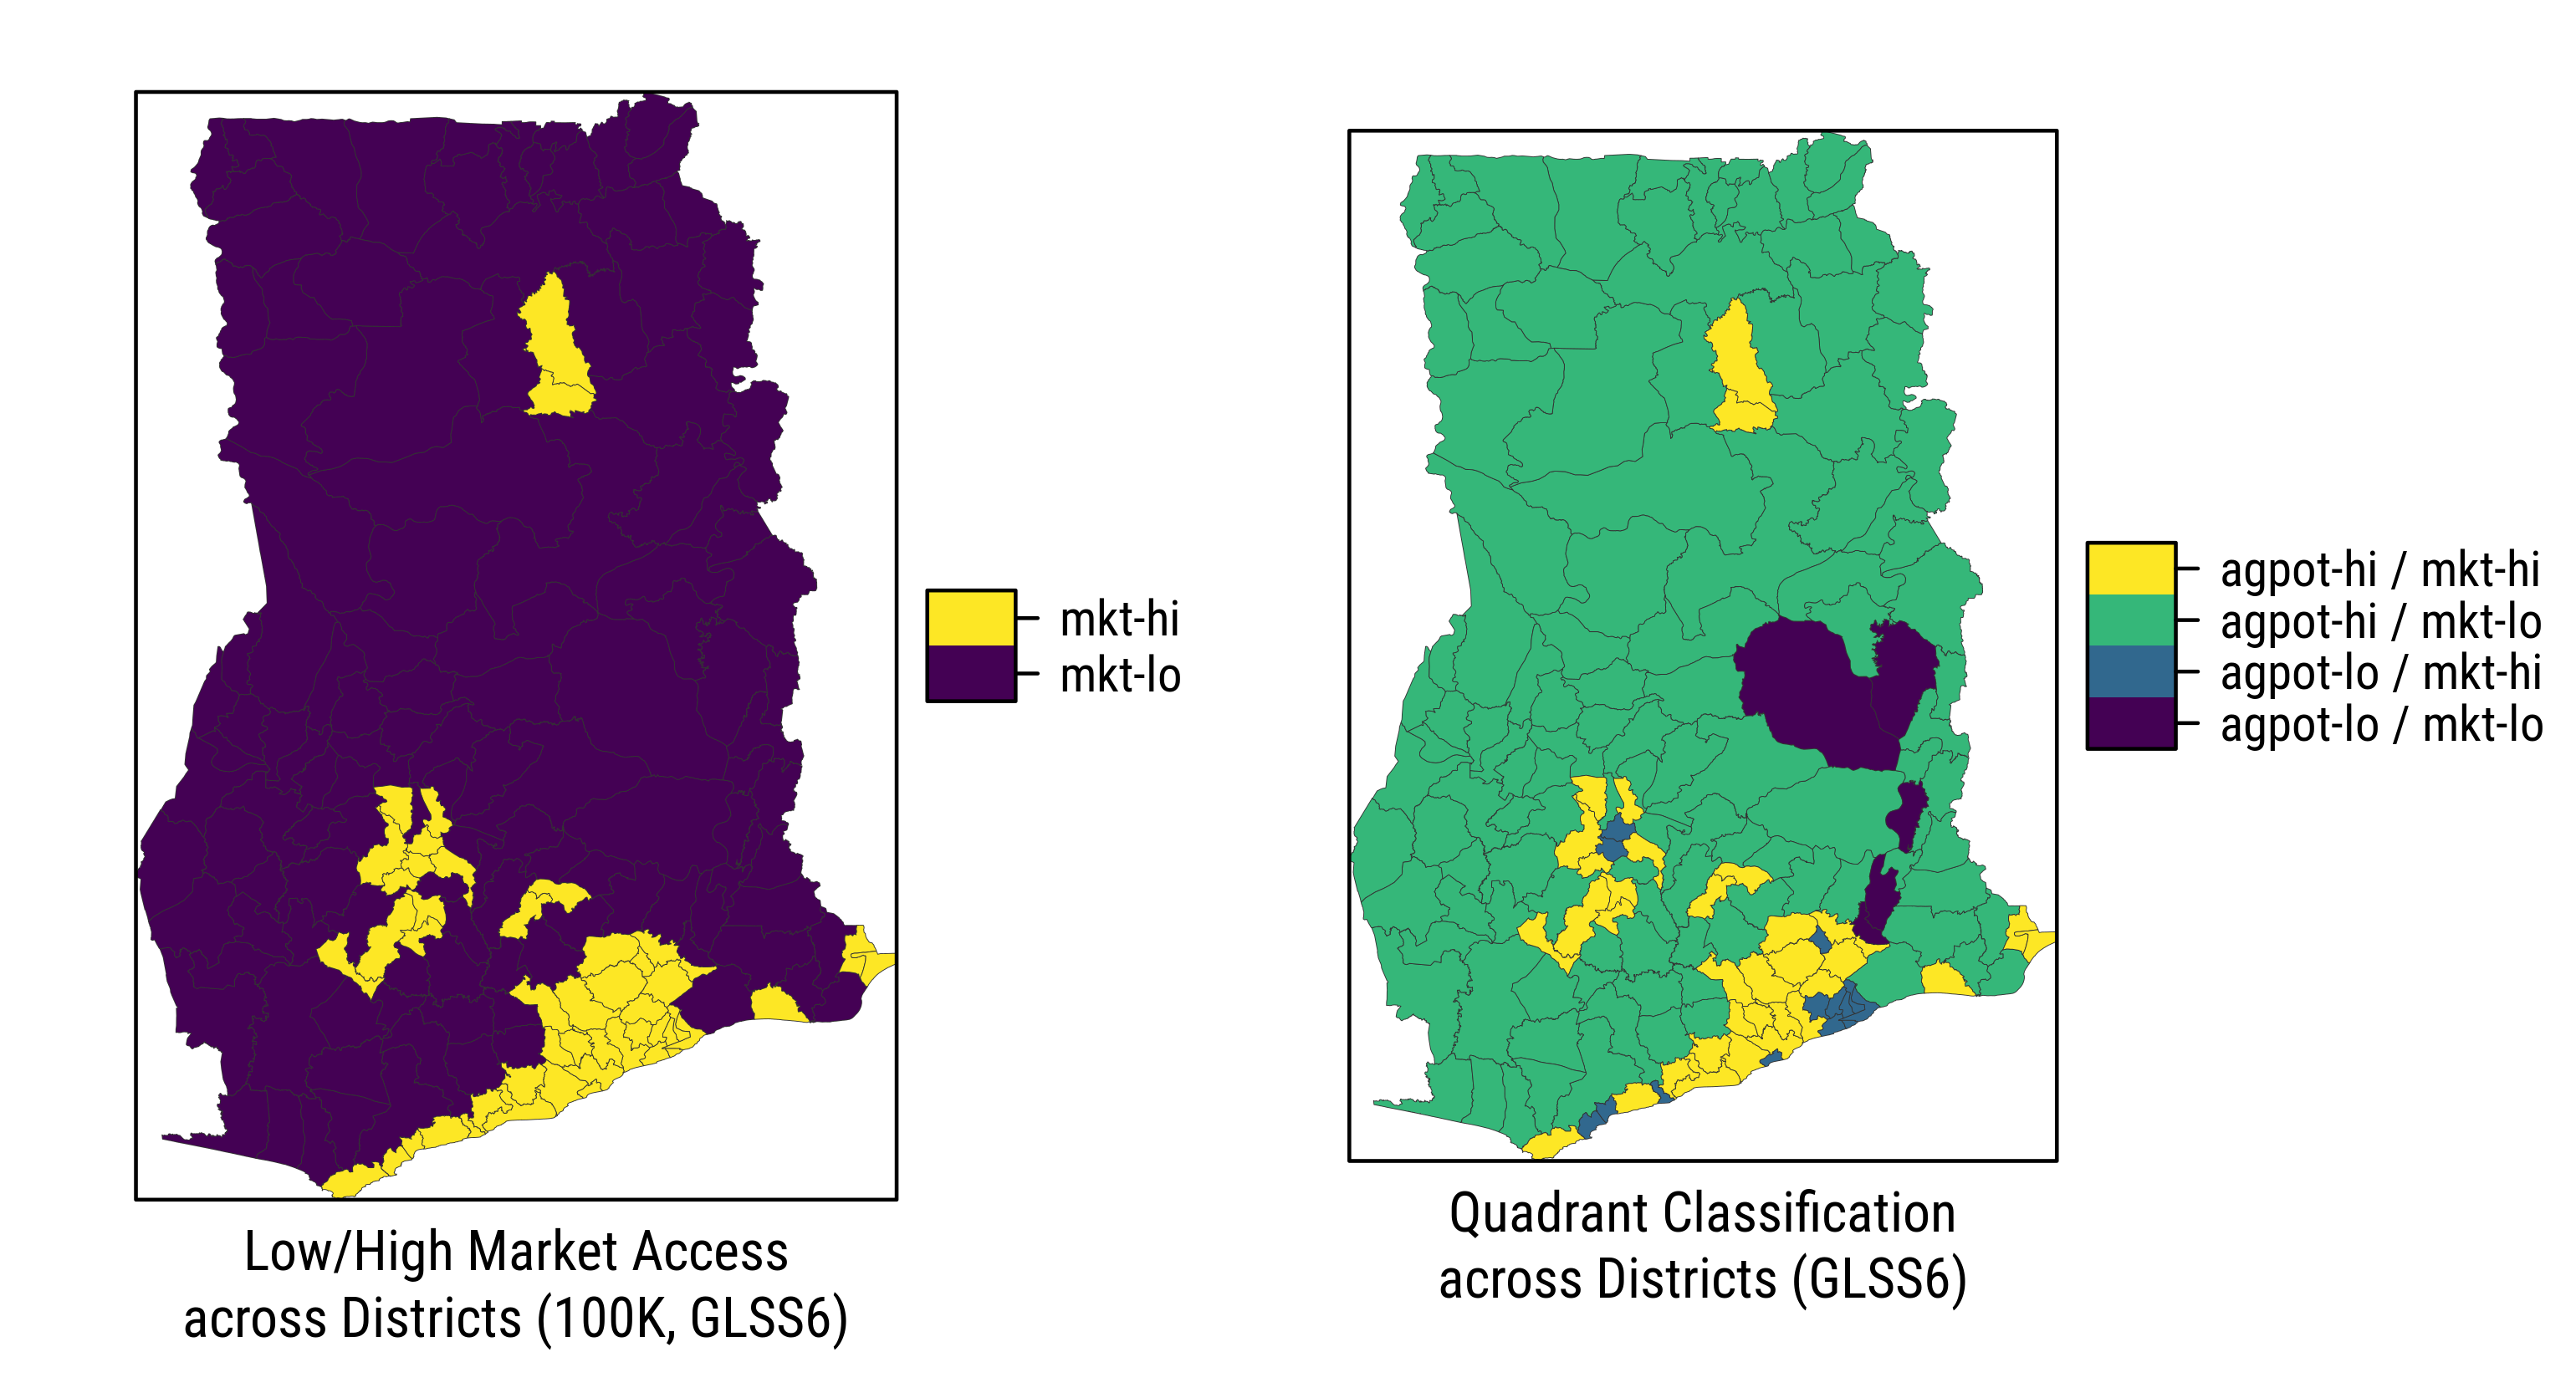 mkt-hi
mkt-lo
Low/High Market Access
across Districts (100K, GLSS6)
agpot-hi / mkt-hi
agpot-hi / mkt-lo
agpot-lo / mkt-hi
agpot-lo / mkt-lo
Quadrant Classification
across Districts (GLSS6)